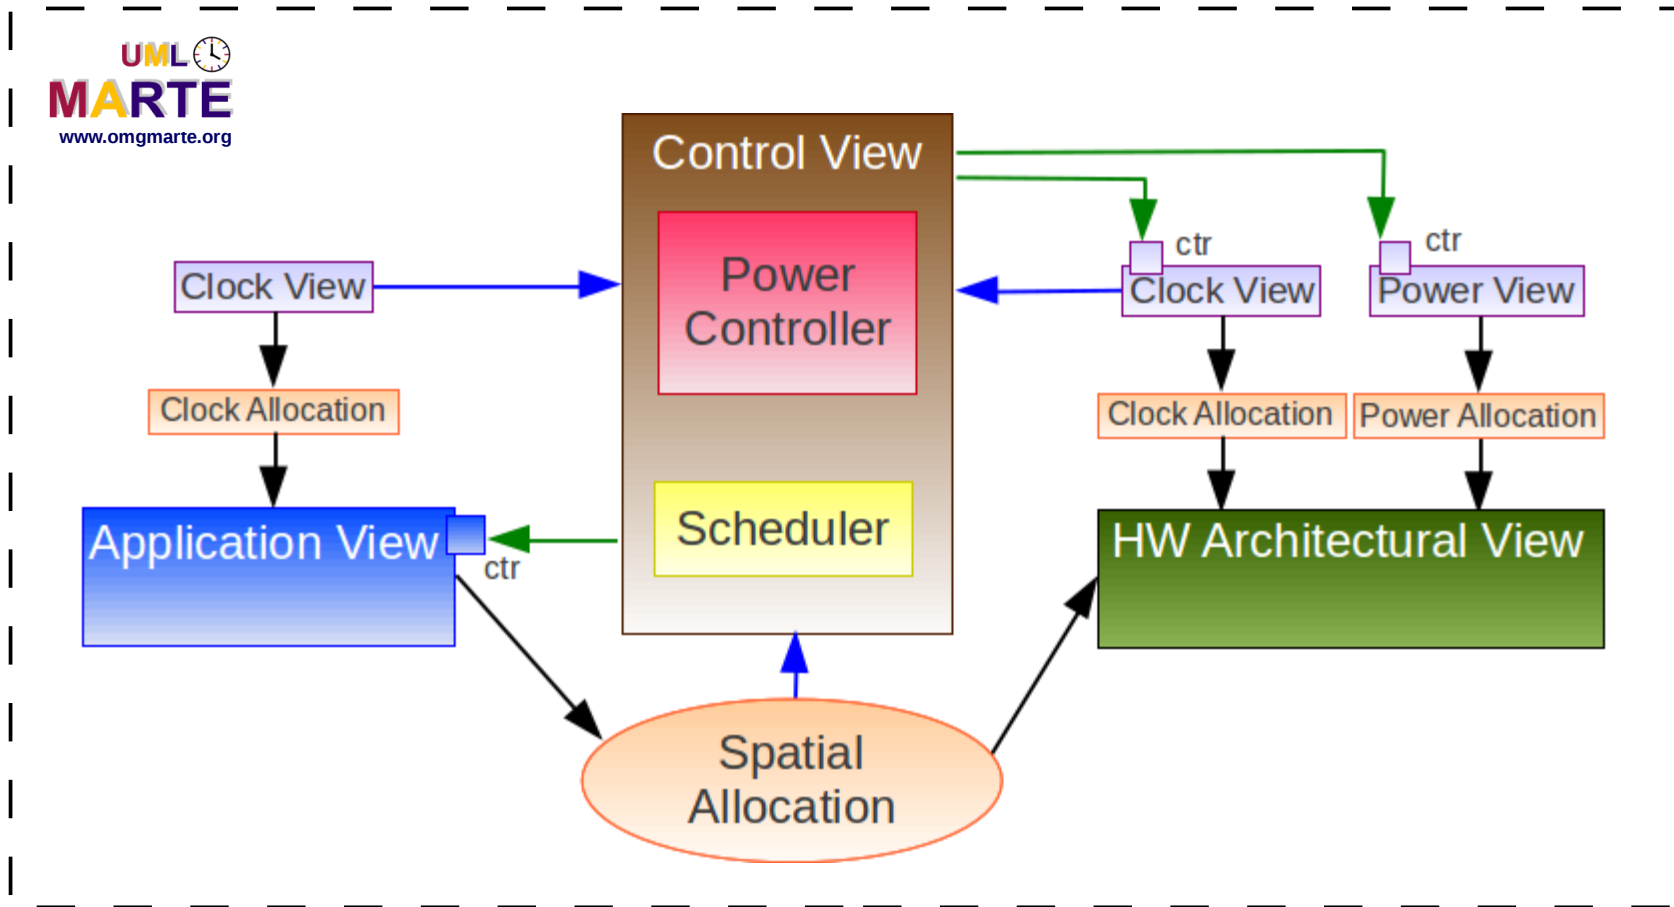 UML
MARTE
www.omgmarte.org
Control View
Power
Controller
Scheduler
Clock View
Clock Allocation
Application View
ctr
ctr
Clock View
ctr
Power View
Clock Allocation
Power Allocation
HW Architectural View
Spatial
Allocation